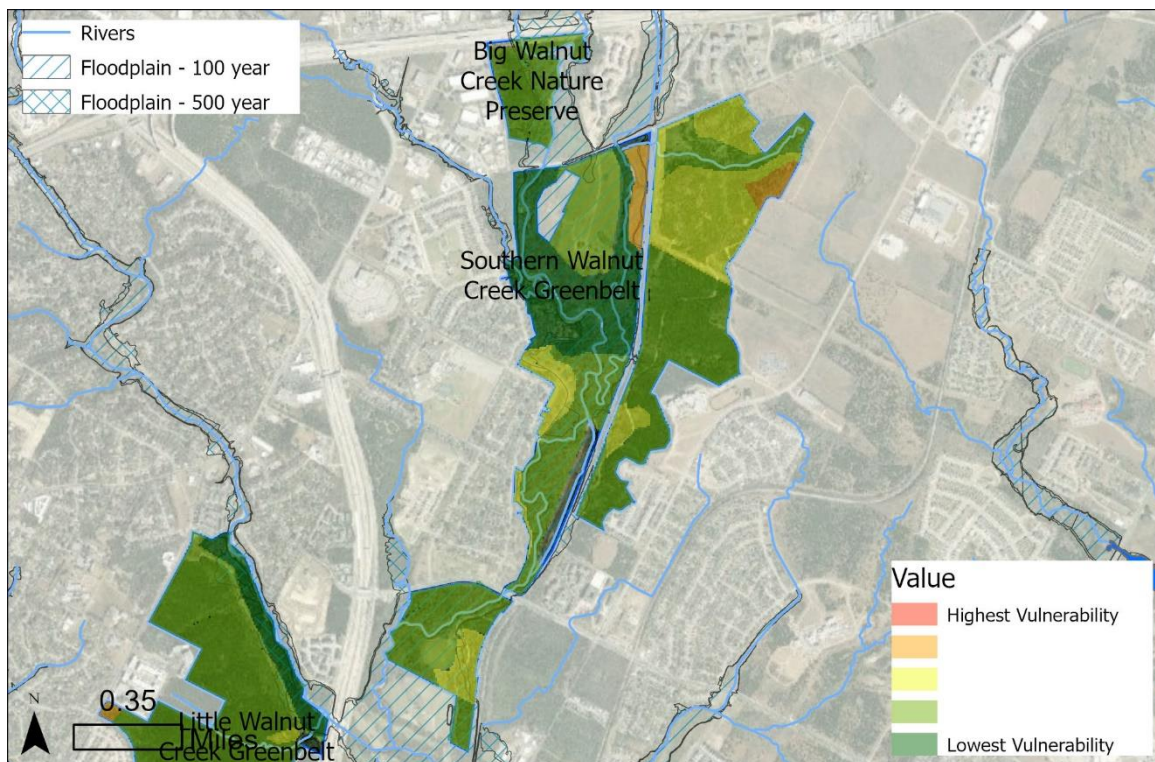 Rivers
Floodplain - 100 year
Floodplain - 500 year
Big Walnut
Creek Nature
Preserve
Southern Walnut
Creek Greenbelt
Value
Highest Vulnerability
Lowest Vulnerability
N
0.35
Miles
Little Walnut
Creek Greenbelt